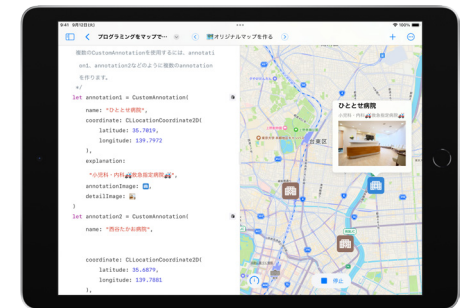 9:41 9月12日(火)
100%
プログラミングをマップで…
オリジナルマップを作る
複数のCustomAnnotationを使用するには、annotati
on1、annotation2などのように複数のannotation
を作ります。
*/
let annotation1 = CustomAnnotation(
name: "ひととせ病院",
coordinate: CLLocationCoordinate2D(
latitude: 35.7019,
longitude: 139.7972
),
explanation:
"小児科・内科🚑救急指定病院🚑",
annotationImage:
detailImage:
)
let annotation2 = CustomAnnotation(
name: "西谷たかお病院",
coordinate: CLLocationCoordinate2D(
latitude: 35.6879,
longitude: 139.7881
),
ひととせ病院
小児科・内科🚑救急指定病院🚑
台東区
停止